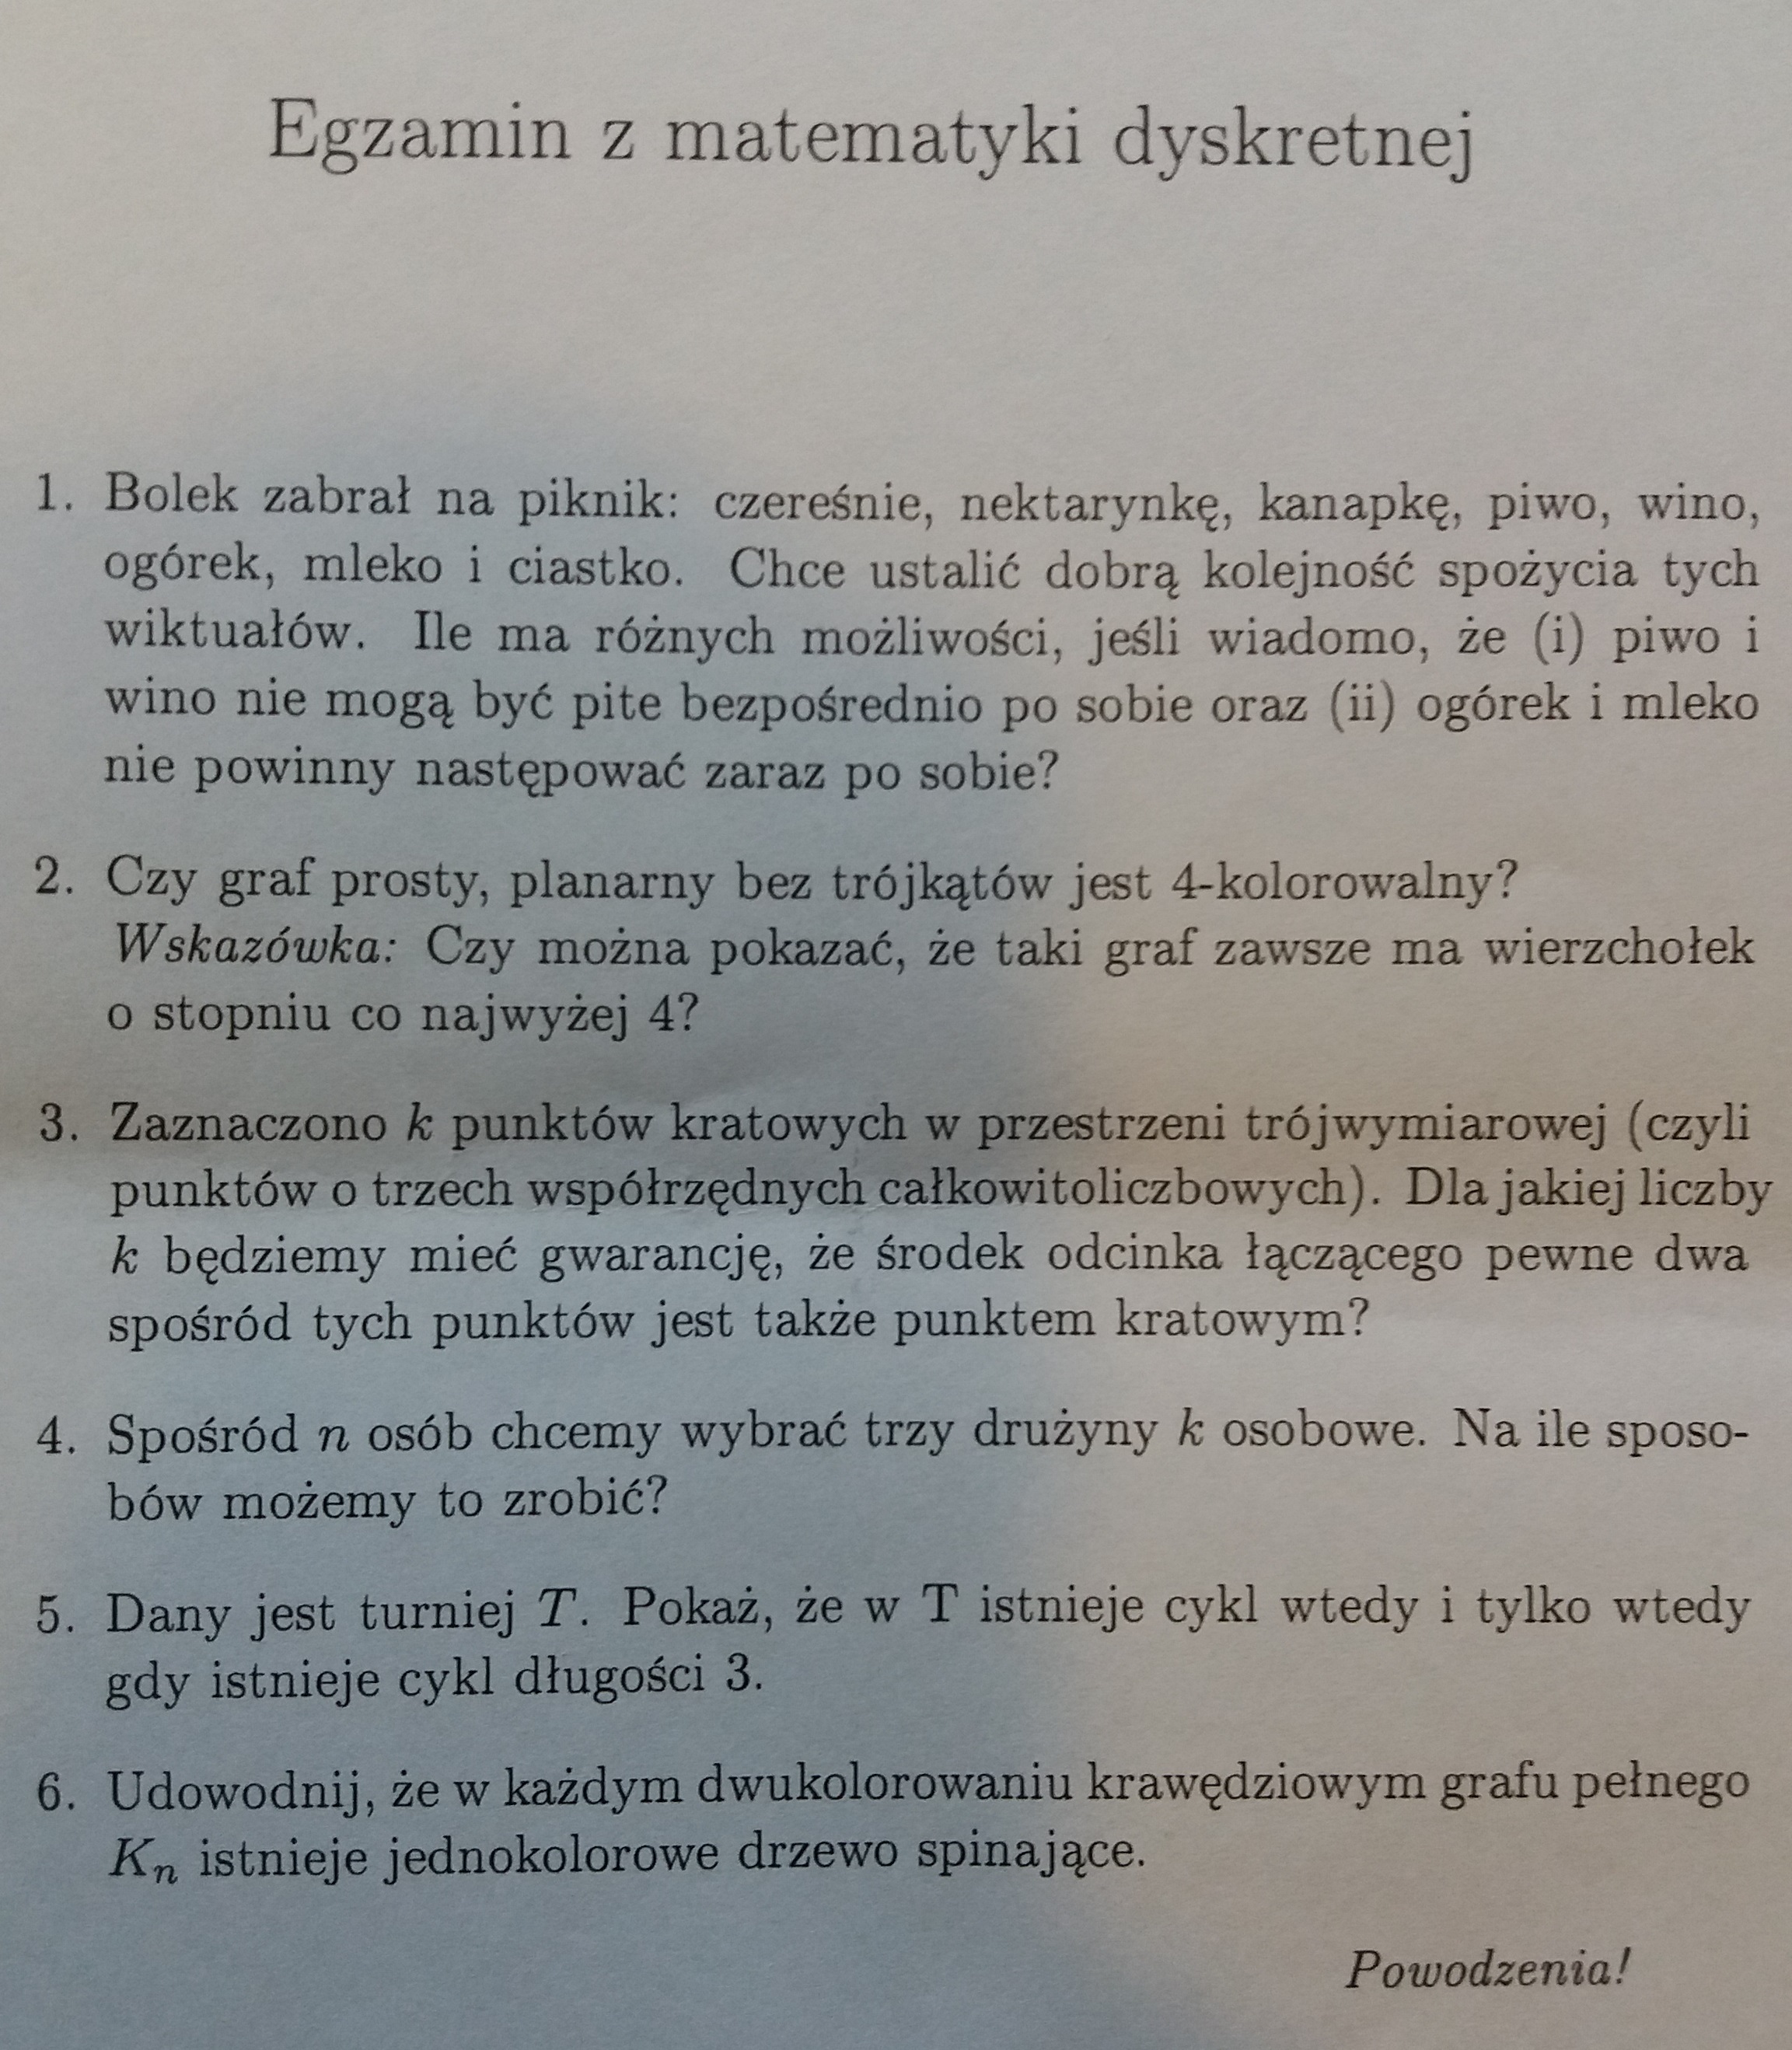 Egzamin z matematyki dyskretnej
1. Bolek zabrał na piknik: czereśnie, nektarynkę, kanapkę, piwo, wino,
ogórek, mleko i ciastko. Chce ustalić dobrą kolejność spożycia tych
wiktuałów. Ile ma różnych możliwości, jeśli wiadomo, że (i) piwo i
wino nie mogą być pite bezpośrednio po sobie oraz (ii) ogórek i mleko
nie powinny następować zaraz po sobie?
2. Czy graf prosty, planarny bez trójkątów jest 4-kolorowalny?
Wskazówka: Czy można pokazać, że taki graf zawsze ma wierzchołek
o stopniu co najwyżej 4?
3. Zaznaczono k punktów kratowych w przestrzeni trójwymiarowej (czyli
punktów o trzech współrzędnych całkowitoliczbowych). Dla jakiej liczby
k będziemy mieć gwarancję, że środek odcinka łączącego pewne dwa
spośród tych punktów jest także punktem kratowym?
4. Spośród n osób chcemy wybrać trzy drużyny k osobowe. Na ile sposo-
bów możemy to zrobić?
5. Dany jest turniej T. Pokaż, że w T istnieje cykl wtedy i tylko wtedy
gdy istnieje cykl długości 3.
6. Udowodnij, że w każdym dwukolorowaniu krawędziowym grafu pełnego
Kₙ istnieje jednokolorowe drzewo spinające.
Powodzenia!